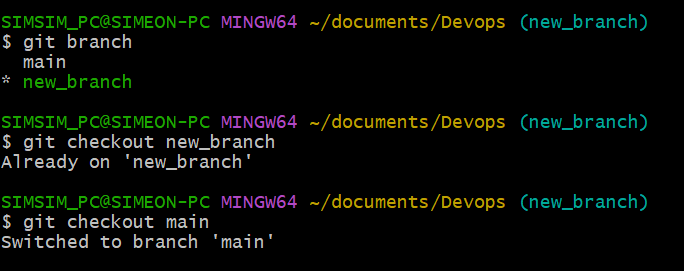 SIMSIM_PC@SIMEON-PC MINGW64 ~/documents/Devops (new_branch)
$ git branch
  main
* new_branch
SIMSIM_PC@SIMEON-PC MINGW64 ~/documents/Devops (new_branch)
$ git checkout new_branch
Already on 'new_branch'
SIMSIM_PC@SIMEON-PC MINGW64 ~/documents/Devops (new_branch)
$ git checkout main
Switched to branch 'main'